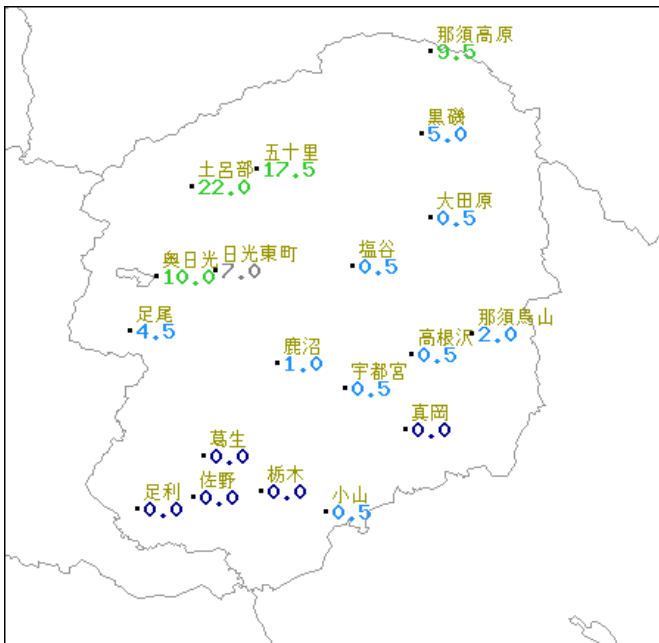 那須高原
9.5
黒磯
5.0
五十里
17.5
土呂部
22.0
大田原
0.5
塩谷
0.5
日光東町
7.0
奥日光
10.0
足尾
4.5
那須烏山
2.0
高根沢
0.5
鹿沼
1.0
宇都宮
0.5
真岡
0.0
葛生
0.0
栃木
0.0
佐野
0.0
足利
0.0
小山
0.5